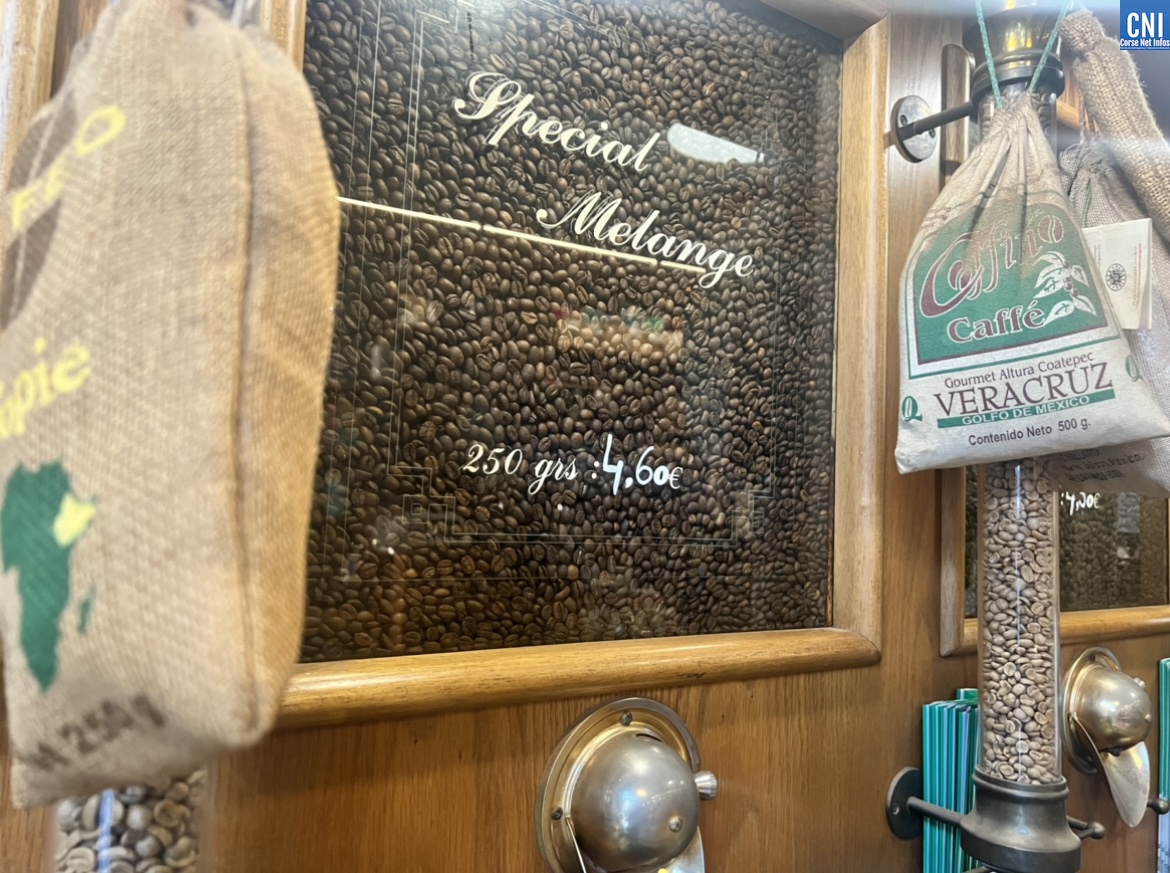 CNI
Corse Net Infos
Special
Melange
250 grs : 4,60€
Caffé
Gourmet Altura Coatepec
VERACRUZ
GOLFO DE MEXICO
Contenido Neto 500 g.
250 g